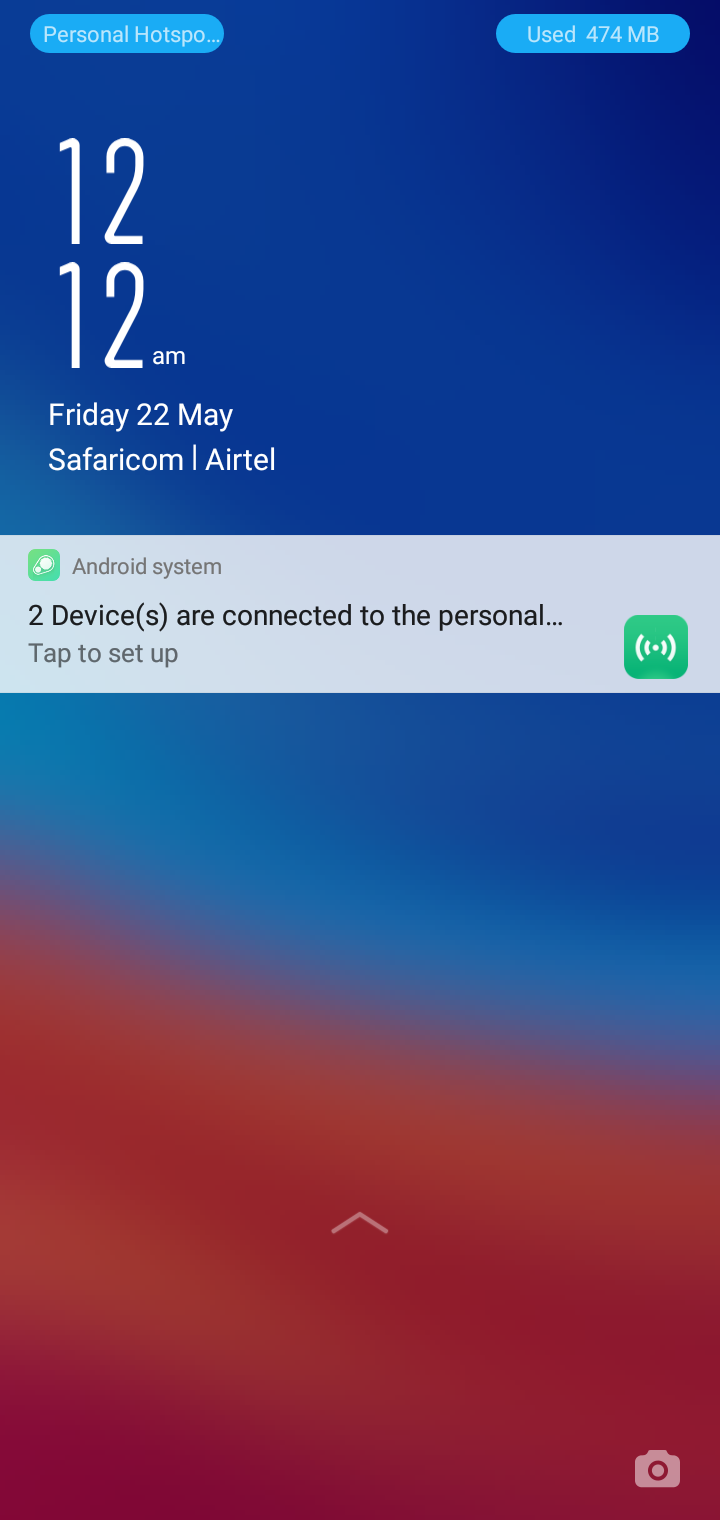 Personal Hotspo...
Used 474 MB
12
12 am
Friday 22 May
Safaricom | Airtel
Android system
2 Device(s) are connected to the personal...
Tap to set up